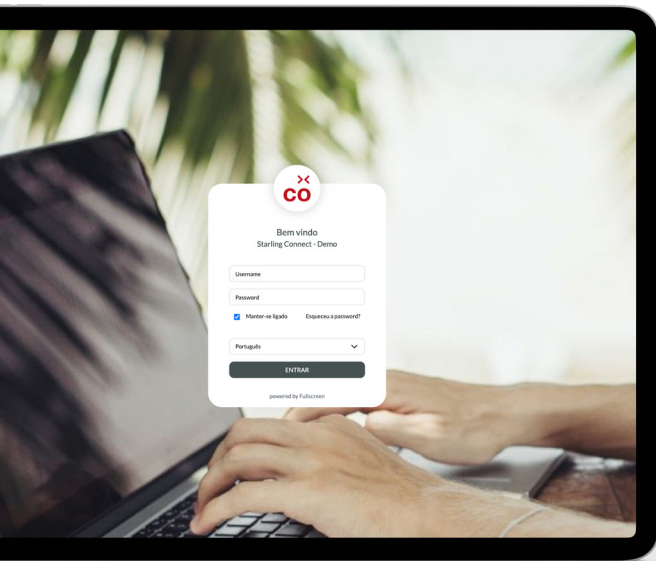 co
Bem vindo
Starling Connect - Demo
Username
Password
Manter-se ligado Esqueceu a password?
Português
ENTRAR
powered by Fullscreen